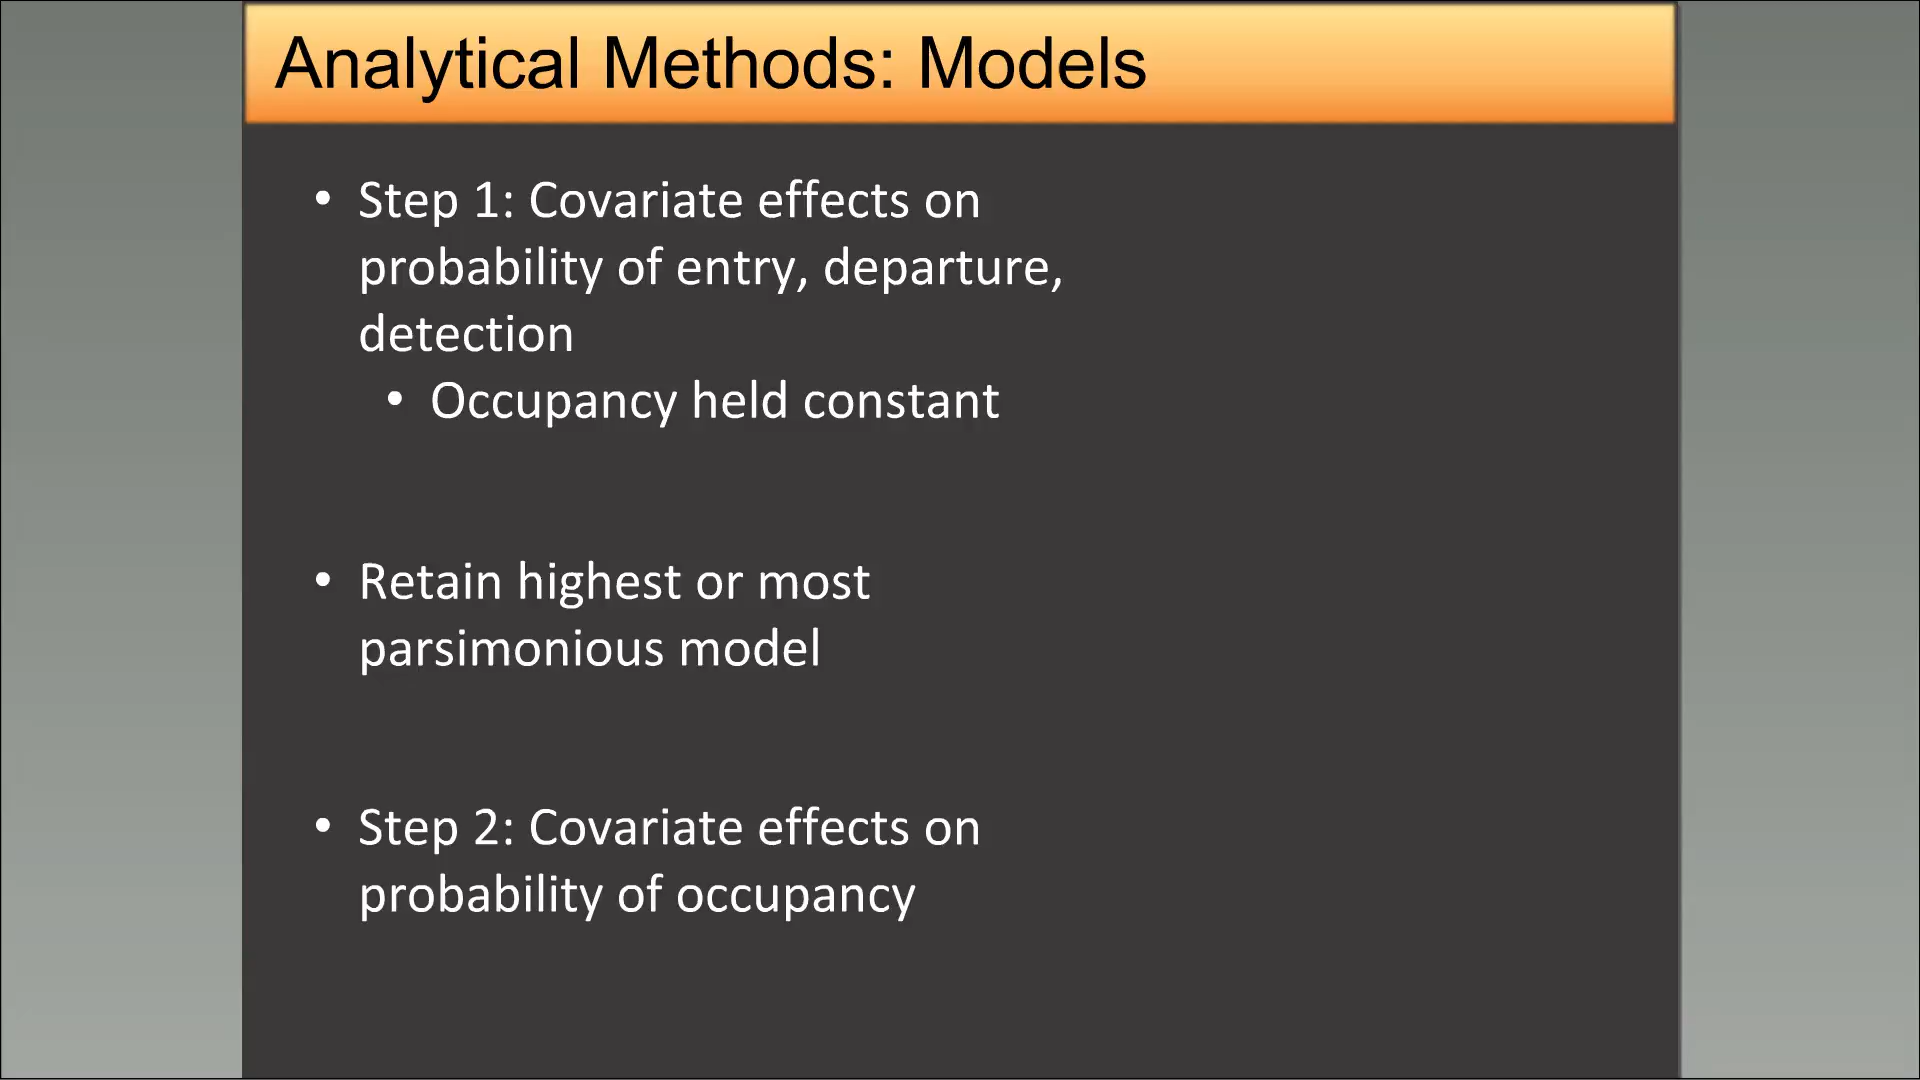 Analytical Methods: Models
• Step 1: Covariate effects on
probability of entry, departure,
detection
• Occupancy held constant
• Retain highest or most
parsimonious model
• Step 2: Covariate effects on
probability of occupancy